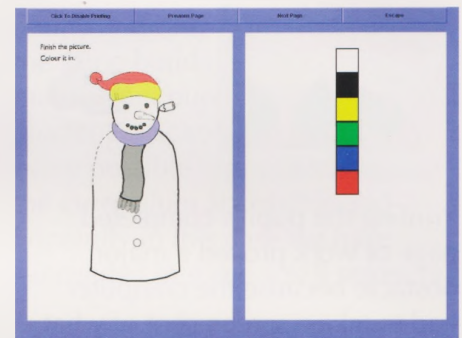 Click To Disable Printing
Previous Page
Next Page
Escape
Finish the picture.
Colour it in.